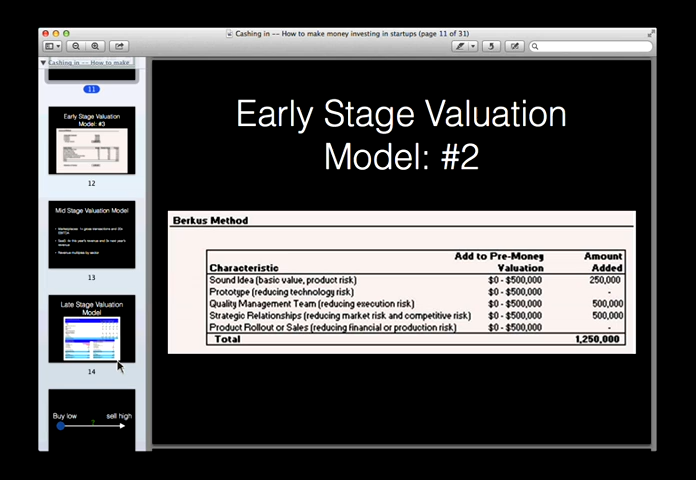 Cashing in -- How to make money investing in startups (page 11 of 31)
Cashing in -- How to make
11
Early Stage Valuation
Model: #3
12
Mid Stage Valuation Model
13
Late Stage Valuation
Model
14
Buy low
?
sell high
Early Stage Valuation
Model: #2
Berkus Method
Characteristic Add to Pre-Money Valuation Amount Added
Sound Idea (basic value, product risk) $0 - $500,000 250,000
Prototype (reducing technology risk) $0 - $500,000 -
Quality Management Team (reducing execution risk) $0 - $500,000 500,000
Strategic Relationships (reducing market risk and competitive risk) $0 - $500,000 500,000
Product Rollout or Sales (reducing financial or production risk) $0 - $500,000 -
Total 1,250,000